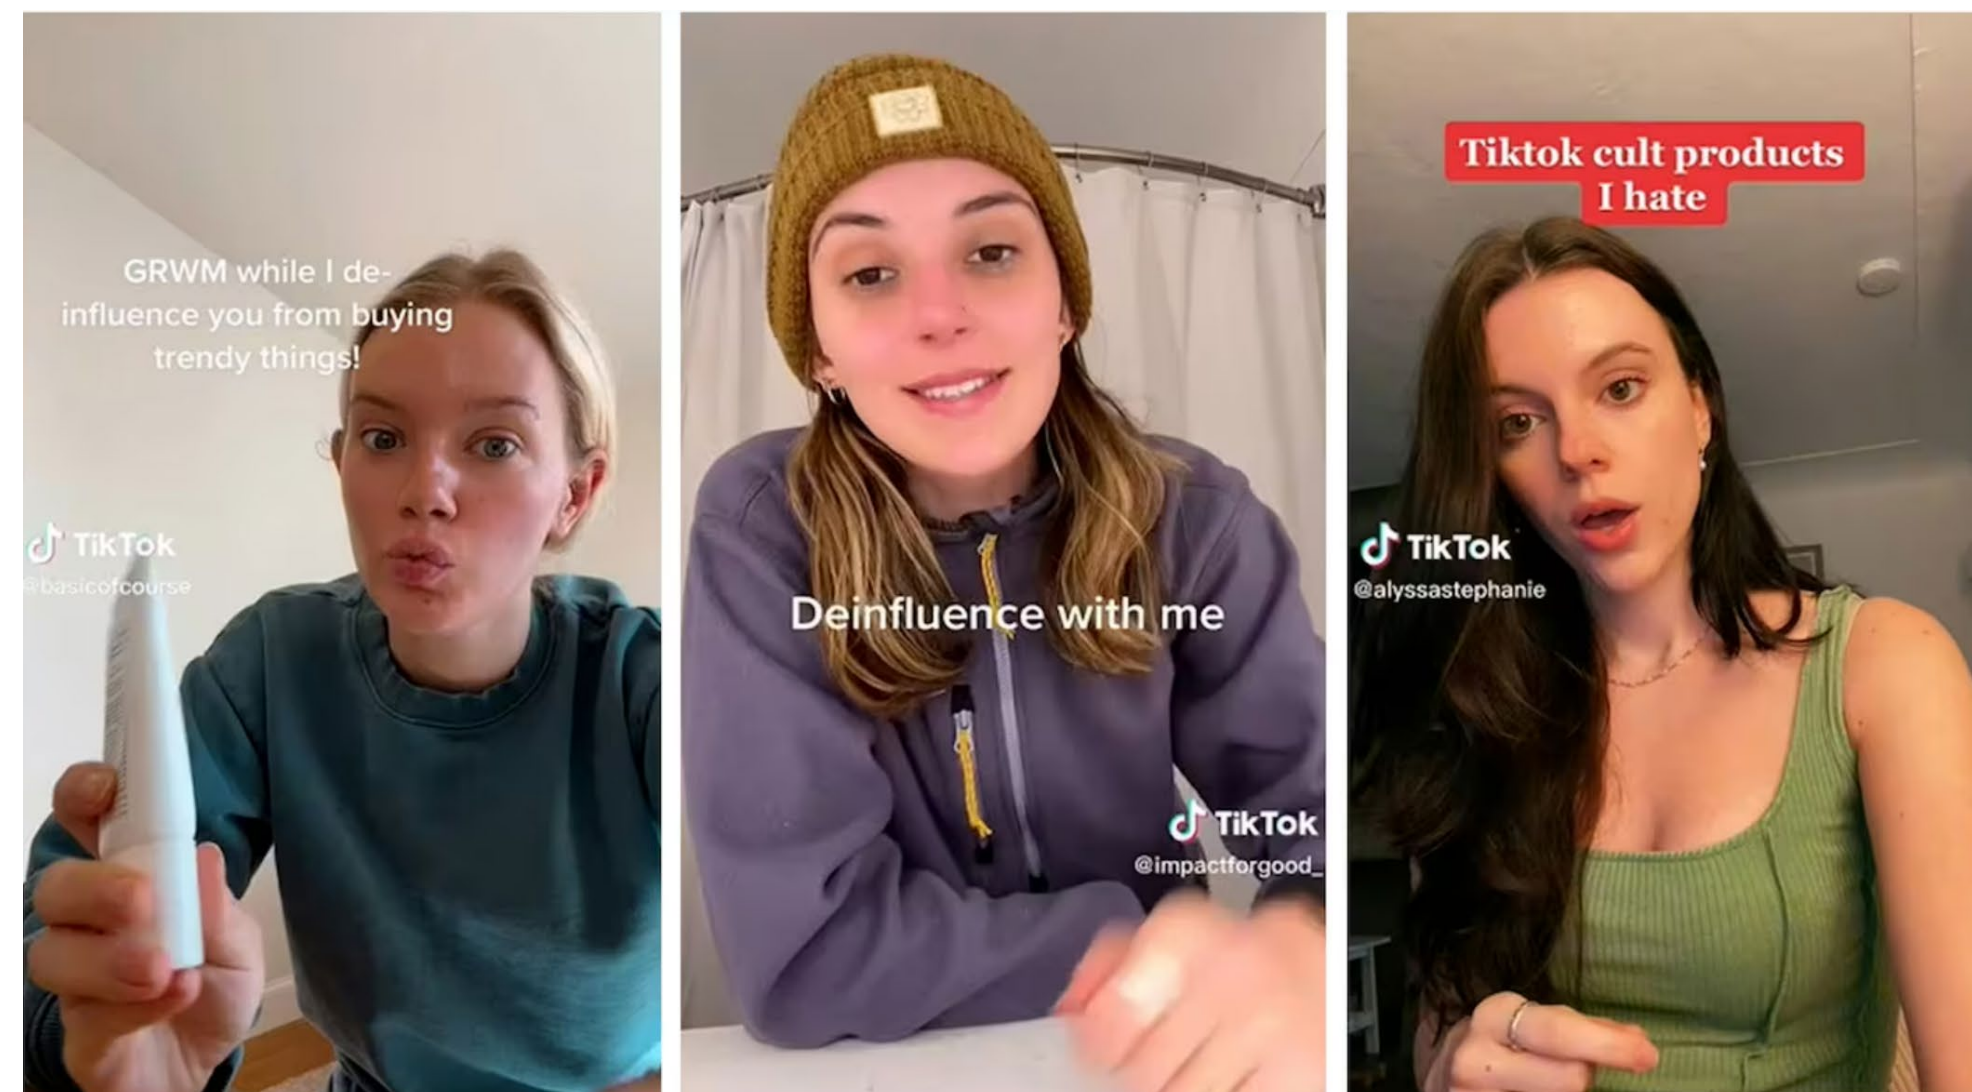 GRWM while I de-
influence you from buying
trendy things!
TikTok
@basicofcourse
Deinfluence with me
TikTok
@impactforgood_
Tiktok cult products
I hate
TikTok
@alyssastephanie